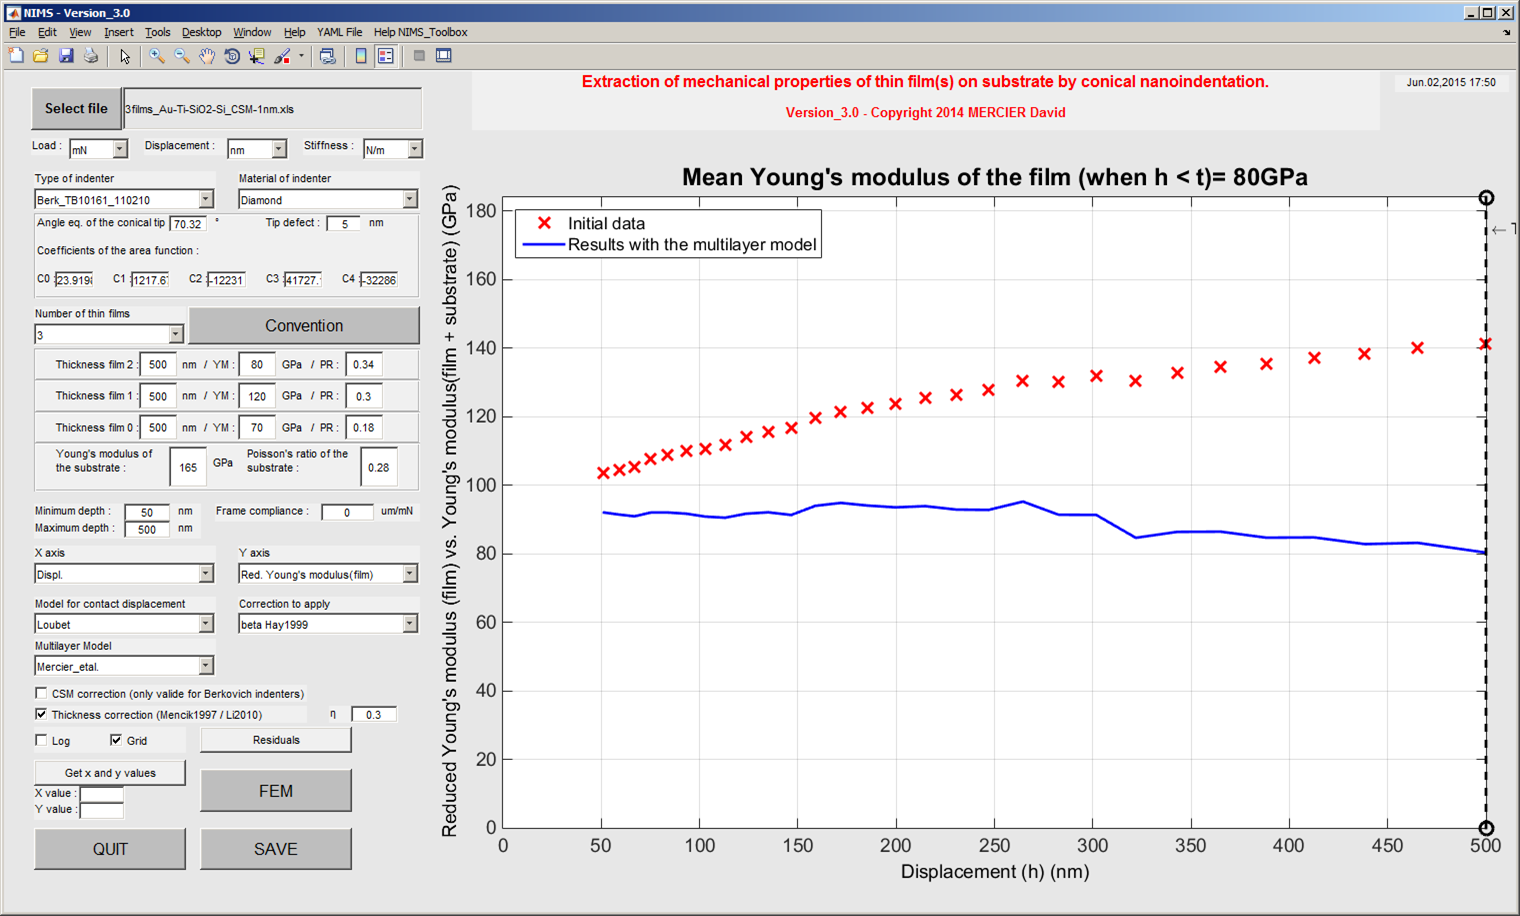 NIMS - Version_3.0
File Edit View Insert Tools Desktop Window Help YAML File Help NIMS_Toolbox
Extraction of mechanical properties of thin film(s) on substrate by conical nanoindentation.
Version_3.0 - Copyright 2014 MERCIER David
Jun.02,2015 17:50
Select file 3films_Au-Ti-SiO2-Si_CSM-1nm.xls
Load : mN Displacement : nm Stiffness : N/m
Type of indenter Material of indenter
Berk_TB10161_110210 Diamond
Angle eq. of the conical tip 70.32 ° Tip defect : 5 nm
Coefficients of the area function :
C0 : 23.919 C1 : 1217.6 C2 : -12231 C3 : 41727. C4 : -32286
Number of thin films
3 Convention
Thickness film 2 : 500 nm / YM : 80 GPa / PR : 0.34
Thickness film 1 : 500 nm / YM : 120 GPa / PR : 0.3
Thickness film 0 : 500 nm / YM : 70 GPa / PR : 0.18
Young's modulus of the substrate : 165 GPa Poisson's ratio of the substrate : 0.28
Minimum depth : 50 nm Frame compliance : 0 um/mN
Maximum depth : 500 nm
X axis Y axis
Displ. Red. Young's modulus(film)
Model for contact displacement Correction to apply
Loubet beta Hay1999
Multilayer Model
Mercier_etal.
CSM correction (only valide for Berkovich indenters)
Thickness correction (Mencik1997 / Li2010) η 0.3
Log Grid Residuals
Get x and y values
X value :
Y value :
FEM
QUIT SAVE
Mean Young's modulus of the film (when h < t)= 80GPa
Initial data
Results with the multilayer model
Reduced Young's modulus (film) vs. Young's modulus(film + substrate) (GPa)
180
160
140
120
100
80
60
40
20
0
0 50 100 150 200 250 300 350 400 450 500
Displacement (h) (nm)